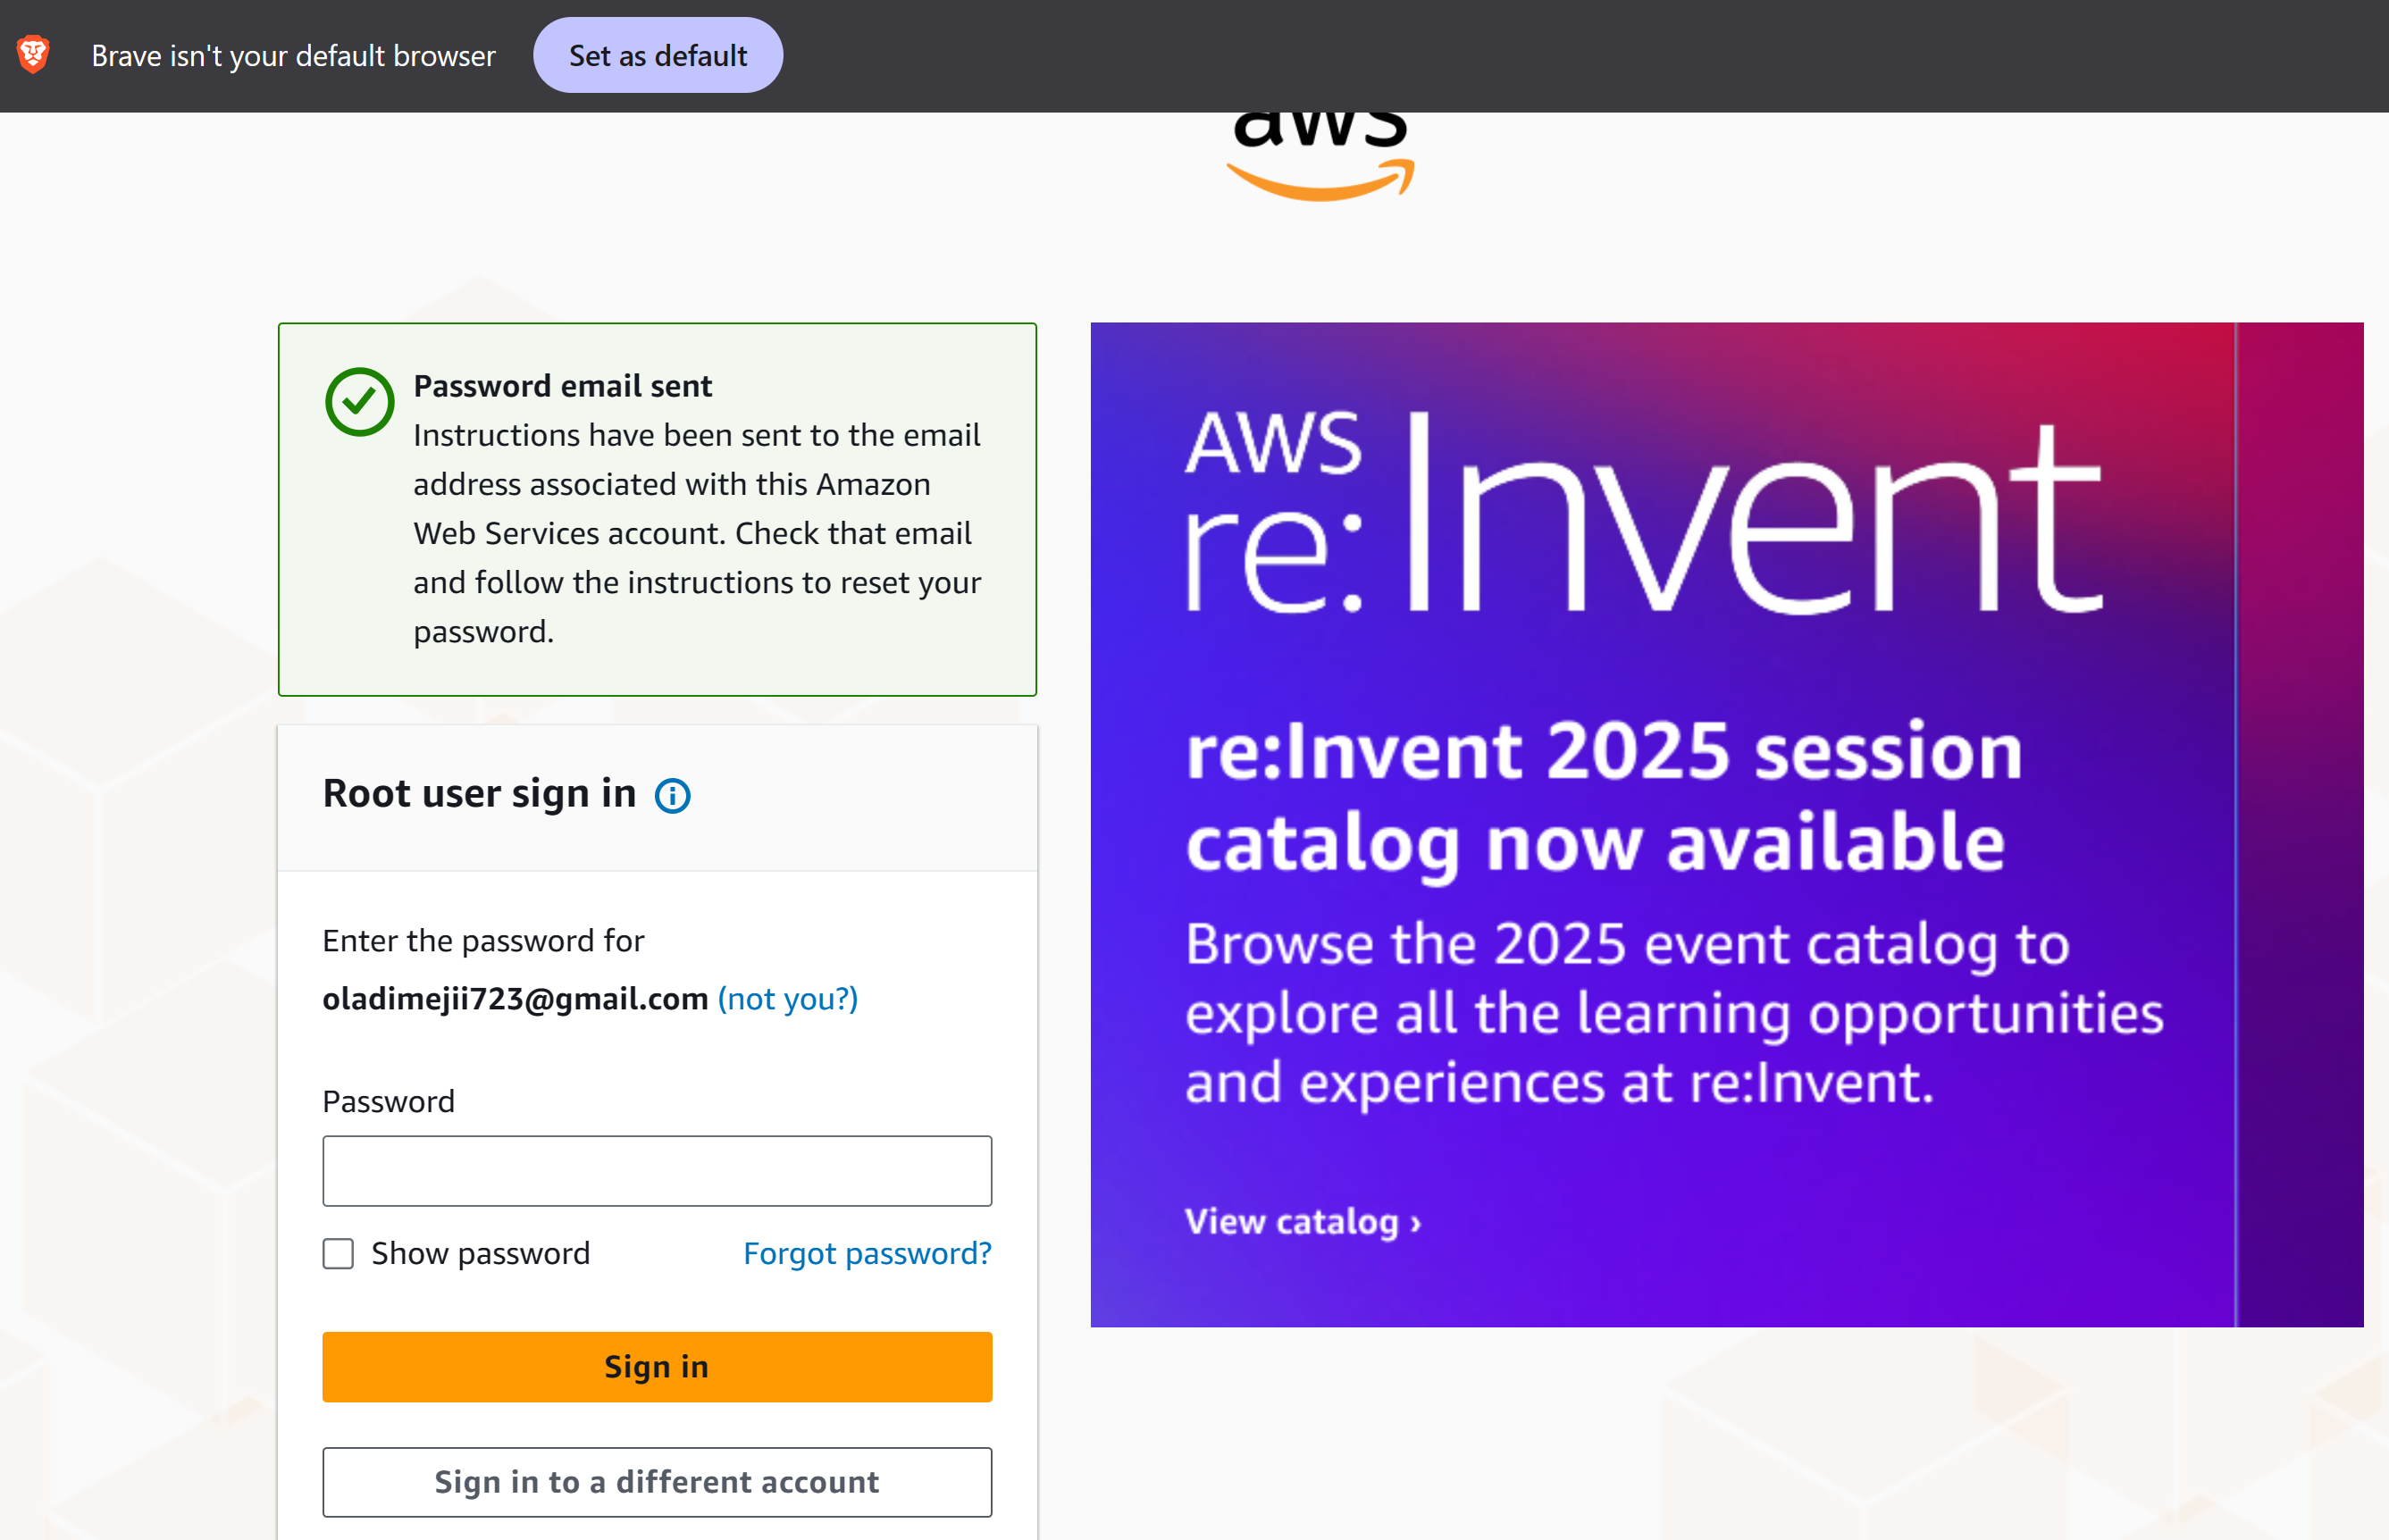 Brave isn't your default browser
Set as default
aws
Password email sent
Instructions have been sent to the email
address associated with this Amazon
Web Services account. Check that email
and follow the instructions to reset your
password.
Root user sign in
Enter the password for
oladimejii723@gmail.com (not you?)
Password
Show password
Forgot password?
Sign in
Sign in to a different account
AWS
re:Invent
re:Invent 2025 session
catalog now available
Browse the 2025 event catalog to
explore all the learning opportunities
and experiences at re:Invent.
View catalog ›